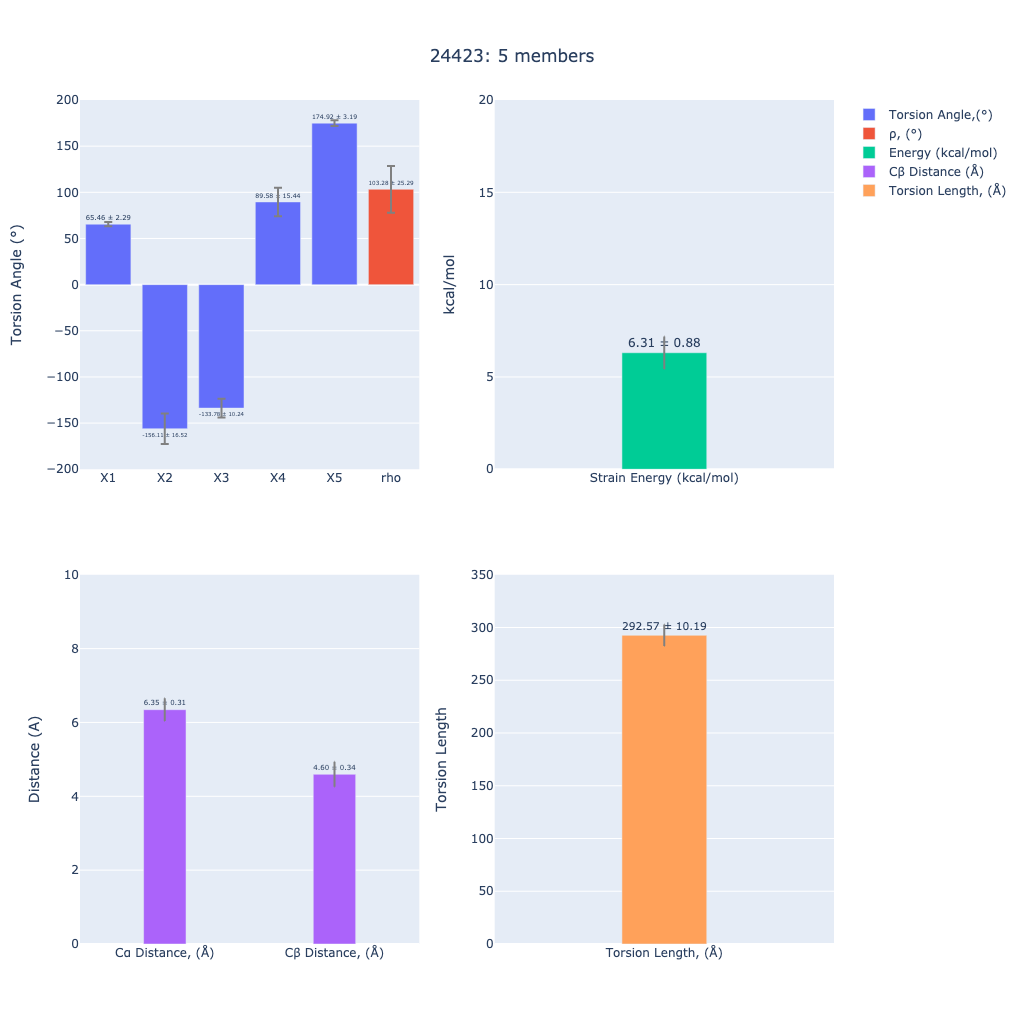 24423: 5 members
Torsion Angle (°)
200
150
100
50
0
−50
−100
−150
−200
65.46 ± 2.29
-156.11 ± 16.52
89.58 ± 15.44
174.92 ± 3.19
103.28 ± 25.29
X1 X2 X3 X4 X5 rho
kcal/mol
20
15
10
5
0
6.31 ± 0.88
Strain Energy (kcal/mol)
Torsion Angle,(°)
ρ, (°)
Energy (kcal/mol)
Cβ Distance (Å)
Torsion Length, (Å)
Distance (A)
10
8
6
4
2
0
6.35 ± 0.31
4.60 ± 0.34
Cα Distance, (Å) Cβ Distance, (Å)
Torsion Length
350
300
250
200
150
100
50
0
292.57 ± 10.19
Torsion Length, (Å)